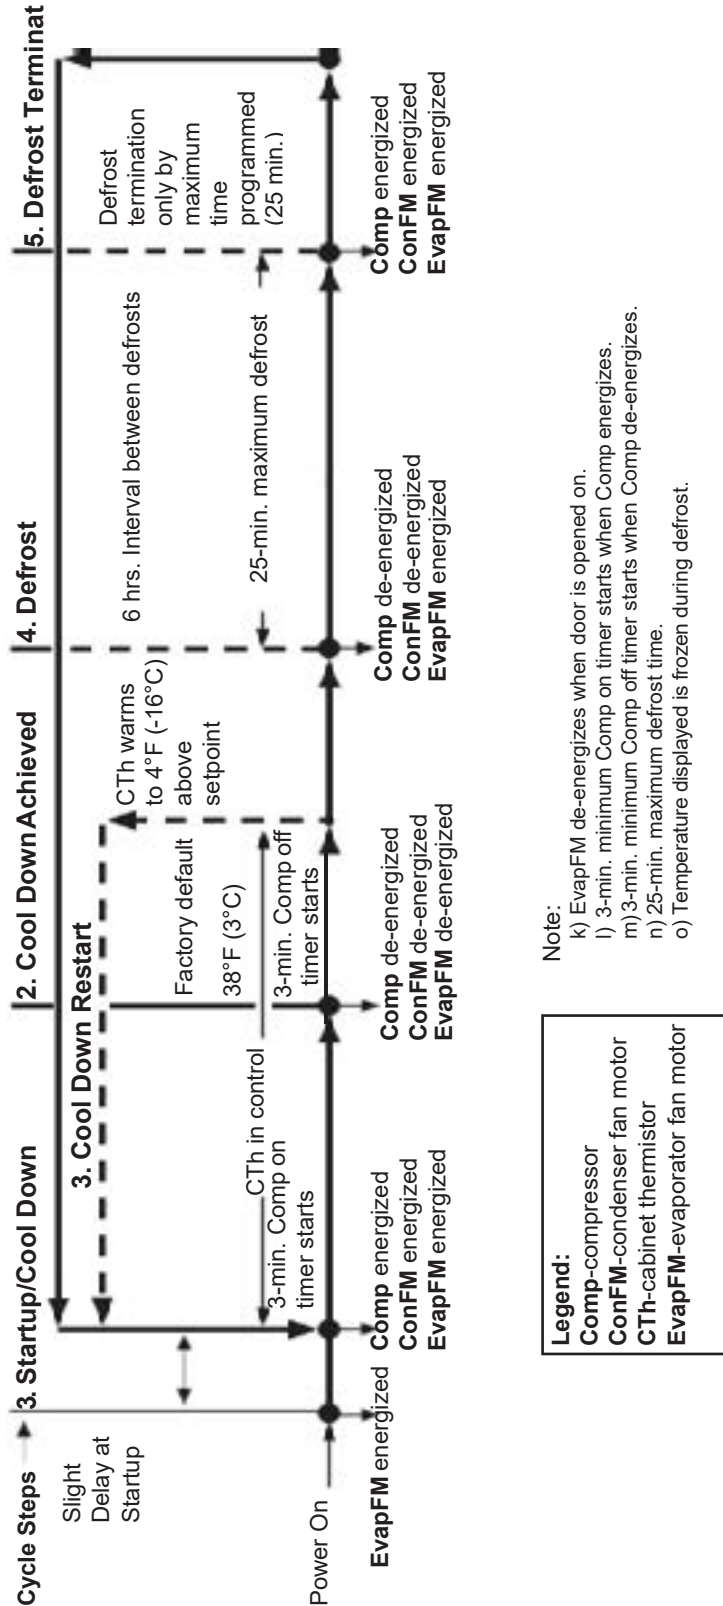 Cycle Steps
3. Startup/Cool Down
2. Cool Down Achieved
4. Defrost
5. Defrost Terminat
Slight
Delay at
Startup
3. Cool Down Restart
Factory default
38°F (3°C)
CTh warms
to 4°F (-16°C)
above
setpoint
6 hrs. Interval between defrosts
Defrost
termination
only by
maximum
time
programmed
(25 min.)
CTh in control
3-min. Comp on
timer starts
3-min. Comp off
timer starts
25-min. maximum defrost
Power On
EvapFM energized
Comp energized
ConFM energized
EvapFM energized
Comp de-energized
ConFM de-energized
EvapFM de-energized
Comp de-energized
ConFM de-energized
EvapFM energized
Comp energized
ConFM energized
EvapFM energized
Legend:
Comp-compressor
ConFM-condenser fan motor
CTh-cabinet thermistor
EvapFM-evaporator fan motor
Note:
k) EvapFM de-energizes when door is opened on.
l) 3-min. minimum Comp on timer starts when Comp energizes.
m) 3-min. minimum Comp off timer starts when Comp de-energizes.
n) 25-min. maximum defrost time.
o) Temperature displayed is frozen during defrost.